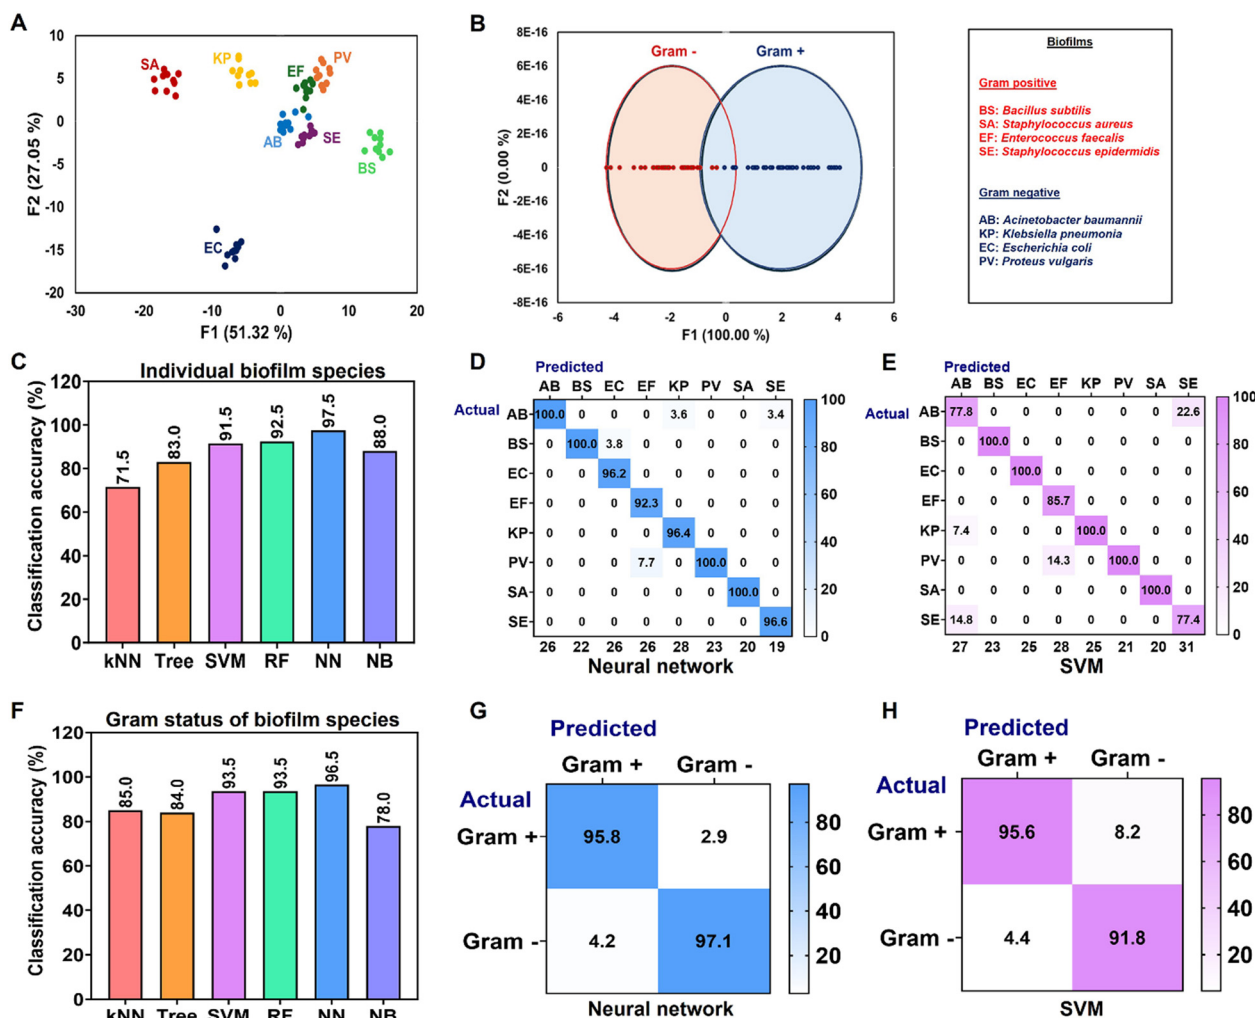 A
10
5
0
-5
-10
-15
-20
-20
-10
0
10
20
F2 (27.05 %)
F1 (51.32 %)
SA
KP
EF
PV
AB
SE
BS
EC
B
8E-16
6E-16
4E-16
2E-16
0
-2E-16
-4E-16
-6E-16
-8E-16
-6
-4
-2
0
2
4
6
F2 (0.00 %)
F1 (100.00 %)
Gram -
Gram +
Biofilms
Gram positive
BS: Bacillus subtilis
SA: Staphylococcus aureus
EF: Enterococcus faecalis
SE: Staphylococcus epidermidis
Gram negative
AB: Acinetobacter baumannii
KP: Klebsiella pneumonia
EC: Escherichia coli
PV: Proteus vulgaris
C
Individual biofilm species
Classification accuracy (%)
120
100
80
60
40
20
0
71.5
83.0
91.5
92.5
97.5
88.0
kNN Tree SVM RF NN NB
D
Predicted
AB BS EC EF KP PV SA SE
Actual
AB 100.0 0 0 0 3.6 0 0 3.4
BS 0 100.0 3.8 0 0 0 0 0
EC 0 0 96.2 0 0 0 0 0
EF 0 0 0 92.3 0 0 0 0
KP 0 0 0 0 96.4 0 0 0
PV 0 0 0 7.7 0 100.0 0 0
SA 0 0 0 0 0 0 100.0 0
SE 0 0 0 0 0 0 0 96.6
26 22 26 26 28 23 20 19
Neural network
100
80
60
40
20
0
E
Predicted
AB BS EC EF KP PV SA SE
Actual
AB 77.8 0 0 0 0 0 0 22.6
BS 0 100.0 0 0 0 0 0 0
EC 0 0 100.0 0 0 0 0 0
EF 0 0 0 85.7 0 0 0 0
KP 7.4 0 0 0 100.0 0 0 0
PV 0 0 0 14.3 0 100.0 0 0
SA 0 0 0 0 0 0 100.0 0
SE 14.8 0 0 0 0 0 0 77.4
27 23 25 28 25 21 20 31
SVM
100
80
60
40
20
0
F
Gram status of biofilm species
Classification accuracy (%)
120
100
80
60
40
20
0
85.0
84.0
93.5
93.5
96.5
78.0
kNN Tree SVM RF NN NB
G
Predicted
Gram + Gram -
Actual
Gram + 95.8 2.9
Gram - 4.2 97.1
Neural network
80
60
40
20
H
Predicted
Gram + Gram -
Actual
Gram + 95.6 8.2
Gram - 4.4 91.8
SVM
80
60
40
20